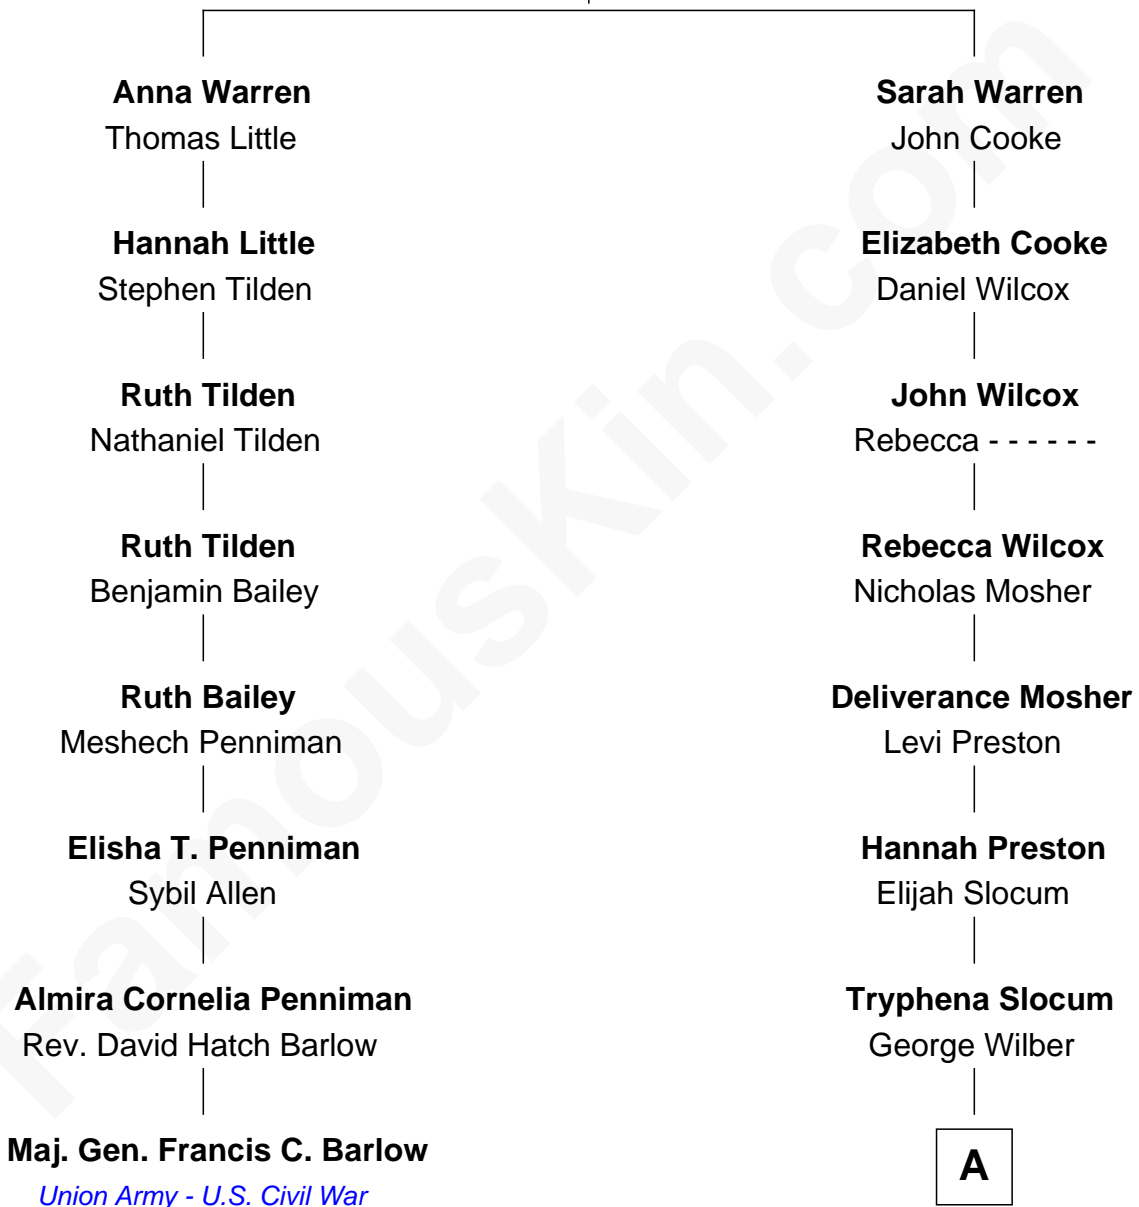 Anna Warren
Thomas Little
Hannah Little
Stephen Tilden
Ruth Tilden
Nathaniel Tilden
Ruth Tilden
Benjamin Bailey
Ruth Bailey
Meshech Penniman
Elisha T. Penniman
Sybil Allen
Almira Cornelia Penniman
Rev. David Hatch Barlow
Maj. Gen. Francis C. Barlow
Union Army - U.S. Civil War
Sarah Warren
John Cooke
Elizabeth Cooke
Daniel Wilcox
John Wilcox
Rebecca - - - - - -
Rebecca Wilcox
Nicholas Mosher
Deliverance Mosher
Levi Preston
Hannah Preston
Elijah Slocum
Tryphena Slocum
George Wilber
A
FamousKin.com